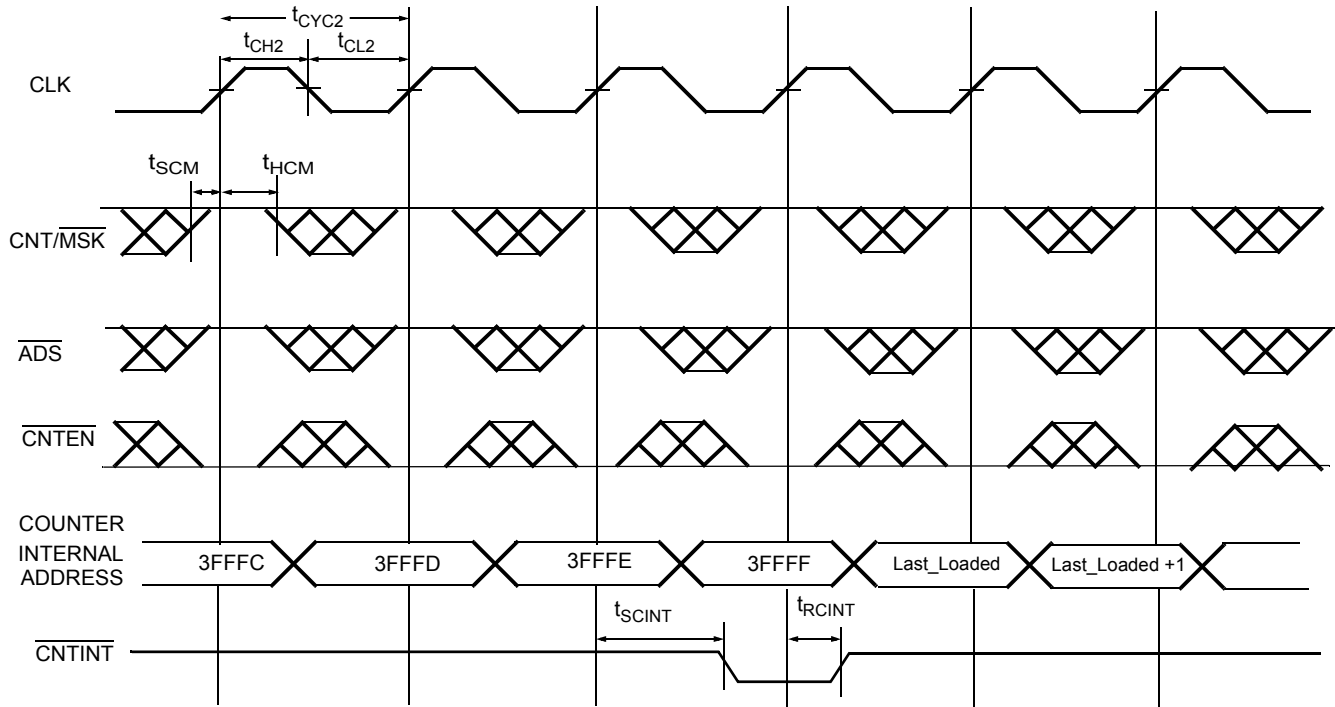 tCYC2
tCH2 tCL2
CLK
tSCM tHCM
CNT/MSK
ADS
CNTEN
COUNTER
INTERNAL
ADDRESS
3FFFC 3FFFD 3FFFE 3FFFF Last_Loaded Last_Loaded +1
tSCINT tRCINT
CNTINT